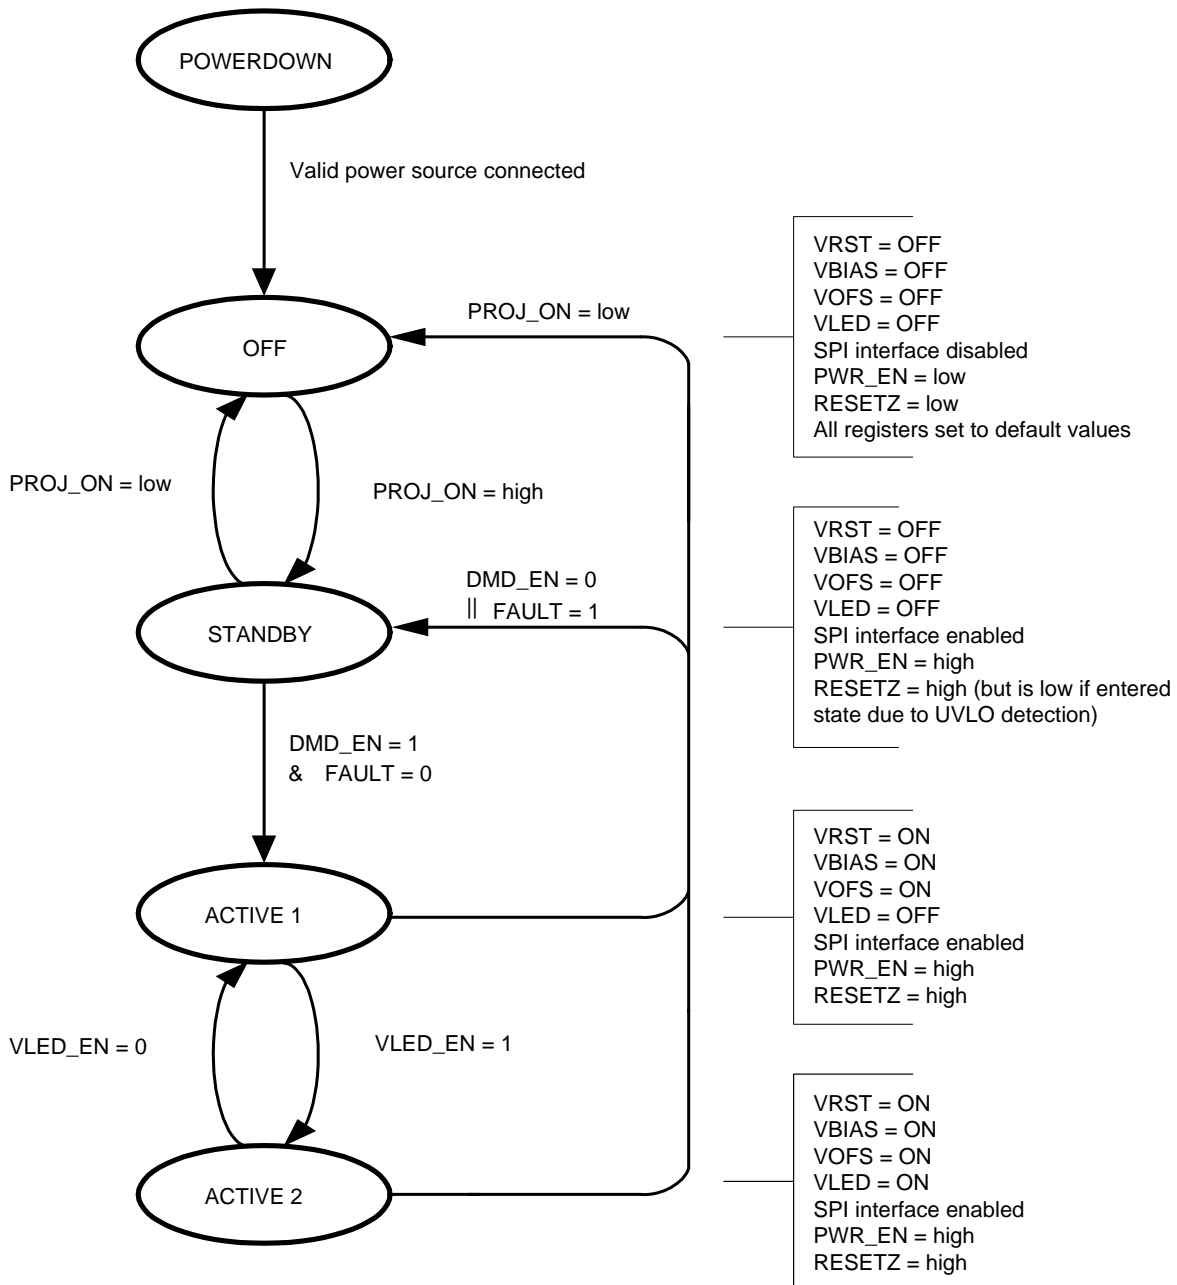 POWERDOWN
Valid power source connected
VRST = OFF
VBIAS = OFF
VOFS = OFF
VLED = OFF
SPI interface disabled
PWR_EN = low
RESETZ = low
All registers set to default values
PROJ_ON = low
OFF
PROJ_ON = low
PROJ_ON = high
VRST = OFF
VBIAS = OFF
VOFS = OFF
VLED = OFF
SPI interface enabled
PWR_EN = high
RESETZ = high (but is low if entered
state due to UVLO detection)
DMD_EN = 0
|| FAULT = 1
STANDBY
DMD_EN = 1
& FAULT = 0
VRST = ON
VBIAS = ON
VOFS = ON
VLED = OFF
SPI interface enabled
PWR_EN = high
RESETZ = high
ACTIVE 1
VLED_EN = 0
VLED_EN = 1
VRST = ON
VBIAS = ON
VOFS = ON
VLED = ON
SPI interface enabled
PWR_EN = high
RESETZ = high
ACTIVE 2